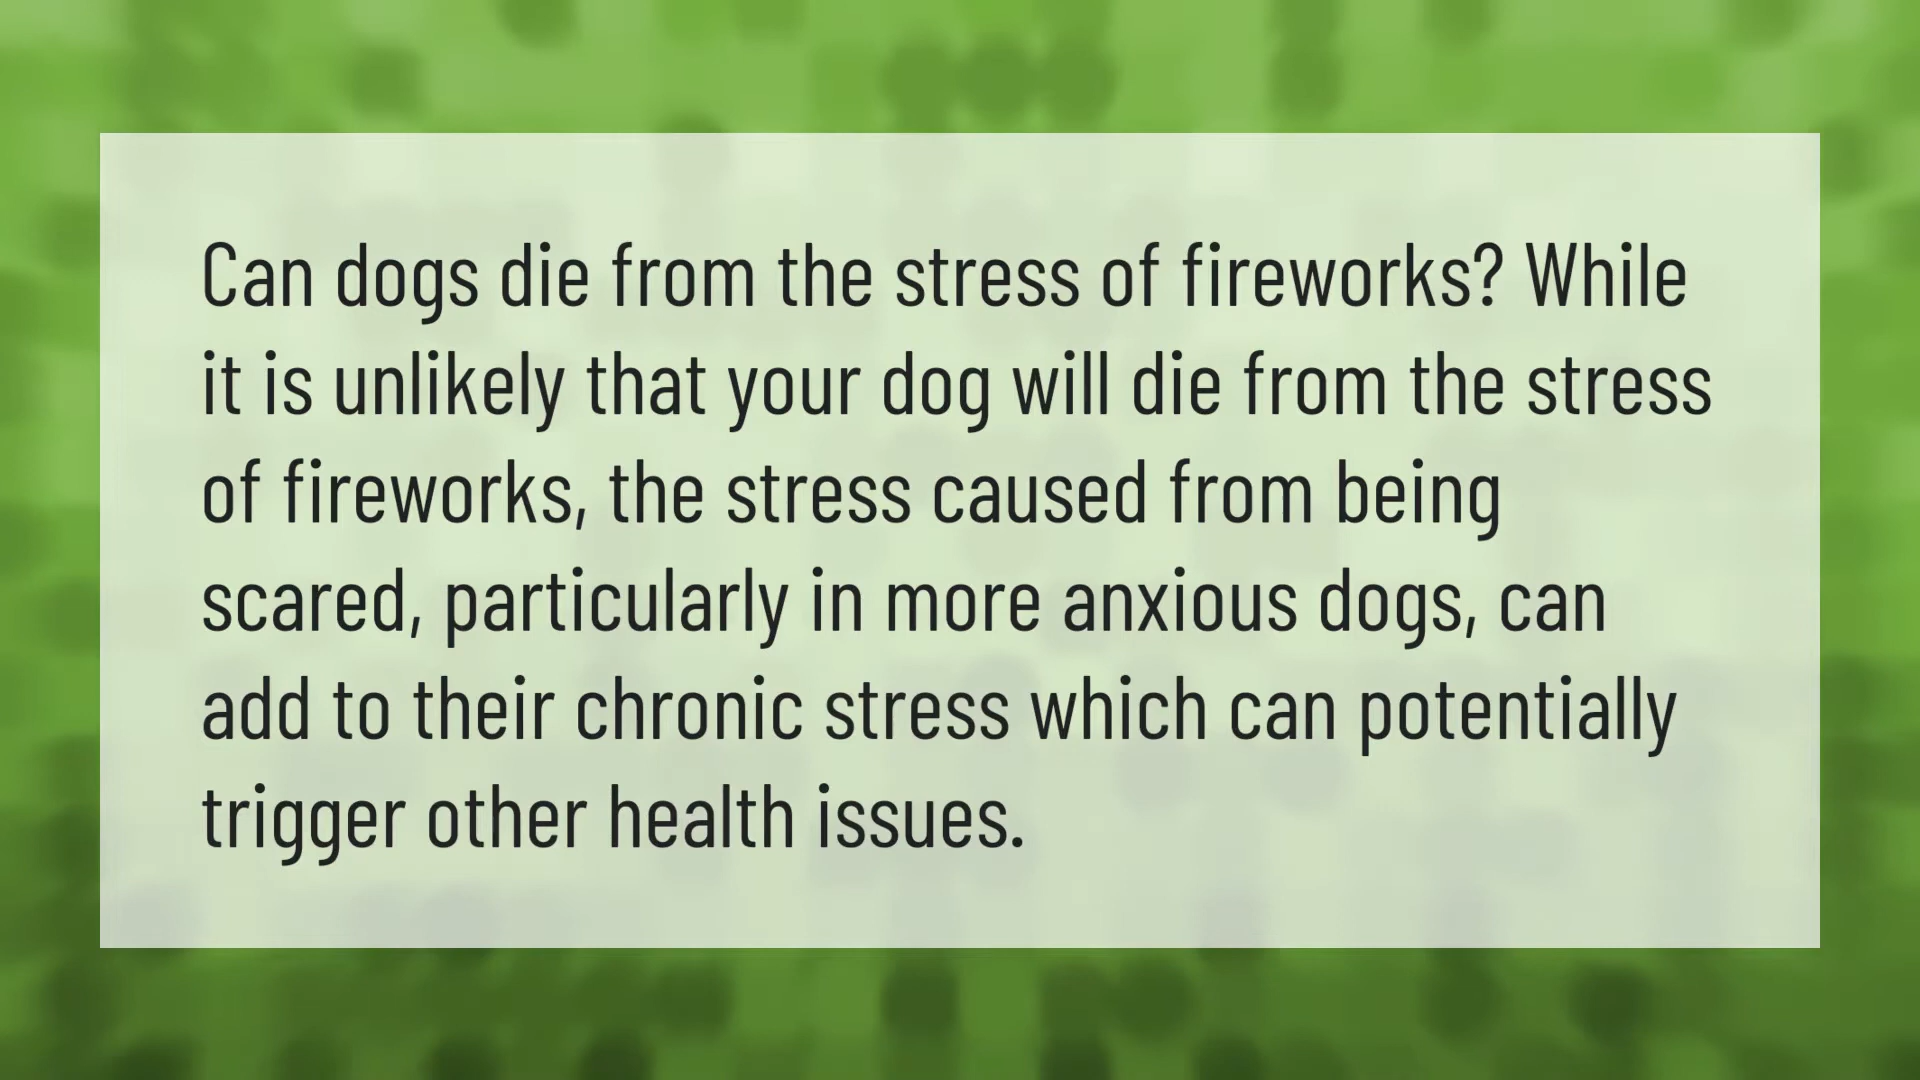 Can dogs die from the stress of fireworks? While
it is unlikely that your dog will die from the stress
of fireworks, the stress caused from being
scared, particularly in more anxious dogs, can
add to their chronic stress which can potentially
trigger other health issues.